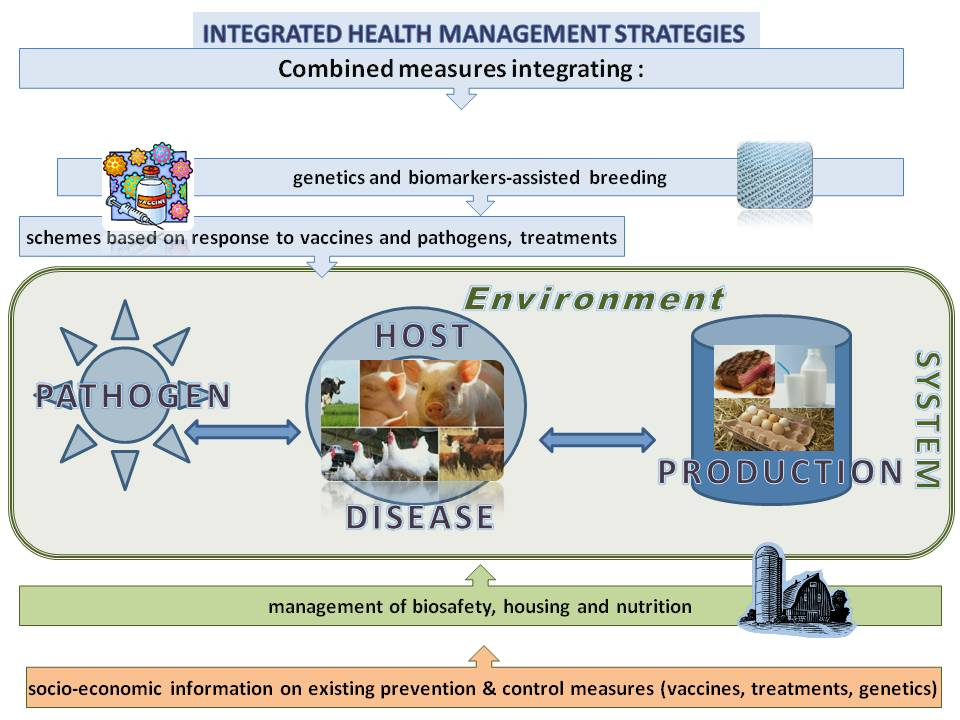 INTEGRATED HEALTH MANAGEMENT STRATEGIES
Combined measures integrating :
genetics and biomarkers-assisted breeding
VACCINE
schemes based on response to vaccines and pathogens, treatments
Environment
HOST
PATHOGEN
SYSTEM
PRODUCTION
DISEASE
management of biosafety, housing and nutrition
socio-economic information on existing prevention & control measures (vaccines, treatments, genetics)